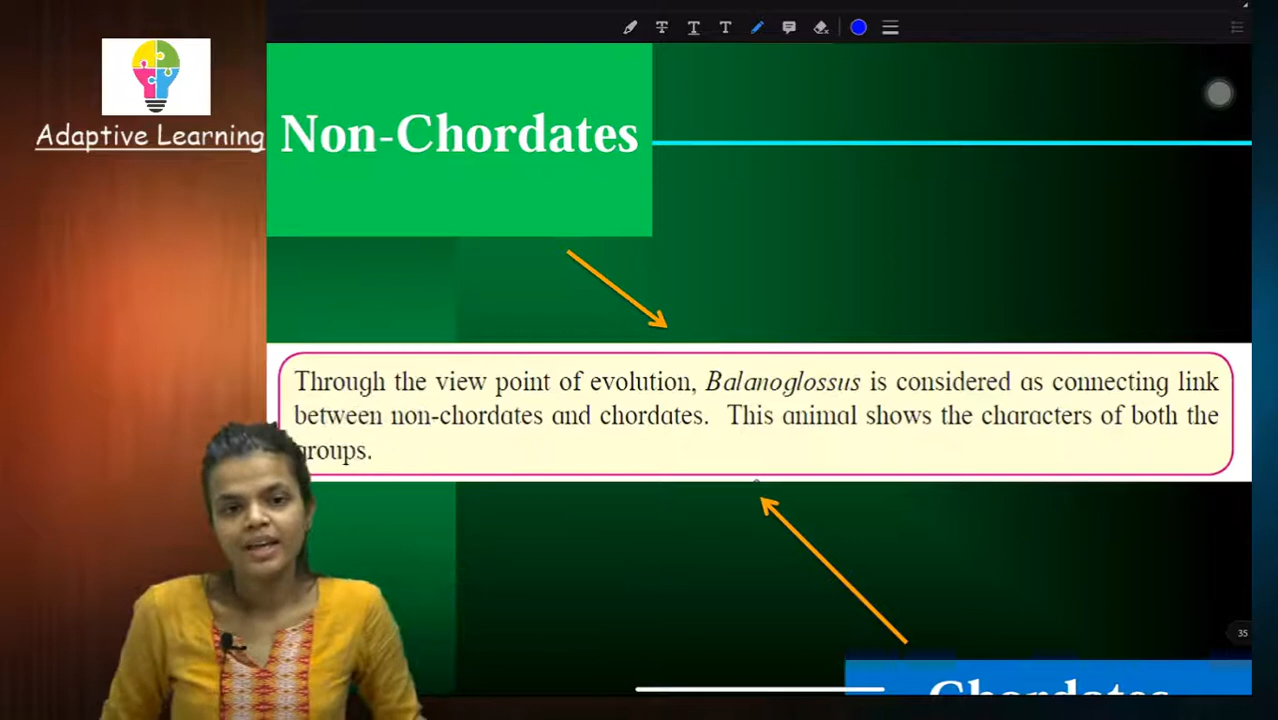 Adaptive Learning
Non-Chordates
Through the view point of evolution, Balanoglossus is considered as connecting link
between non-chordates and chordates. This animal shows the characters of both the
groups.
35
Chordates